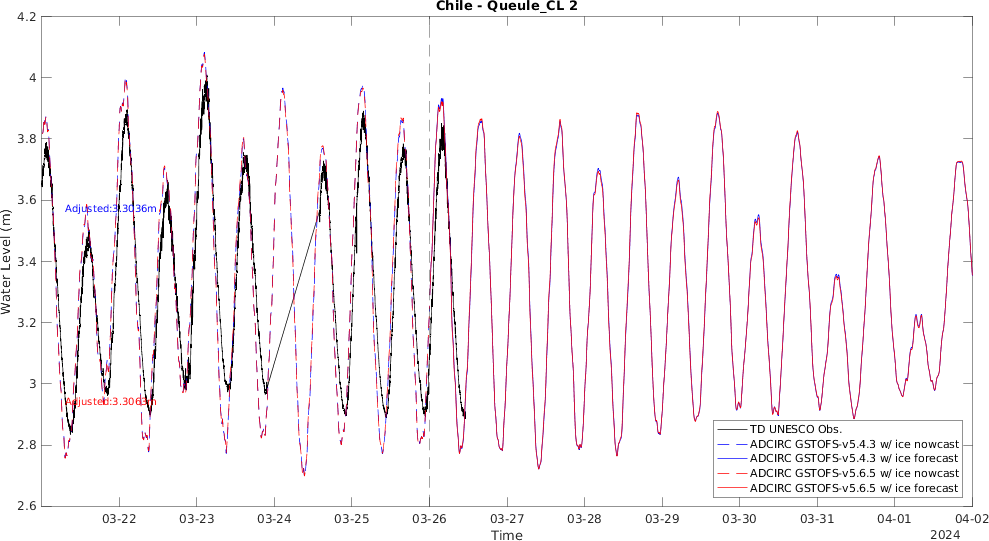 Chile - Queule_CL 2
4.2
4
3.8
3.6
3.4
3.2
3
2.8
2.6
Water Level (m)
Adjusted:3.3036m
Adjusted:3.3063m
TD UNESCO Obs.
ADCIRC GSTOFS-v5.4.3 w/ ice nowcast
ADCIRC GSTOFS-v5.4.3 w/ ice forecast
ADCIRC GSTOFS-v5.6.5 w/ ice nowcast
ADCIRC GSTOFS-v5.6.5 w/ ice forecast
03-22 03-23 03-24 03-25 03-26 03-27 03-28 03-29 03-30 03-31 04-01 04-02
Time
2024